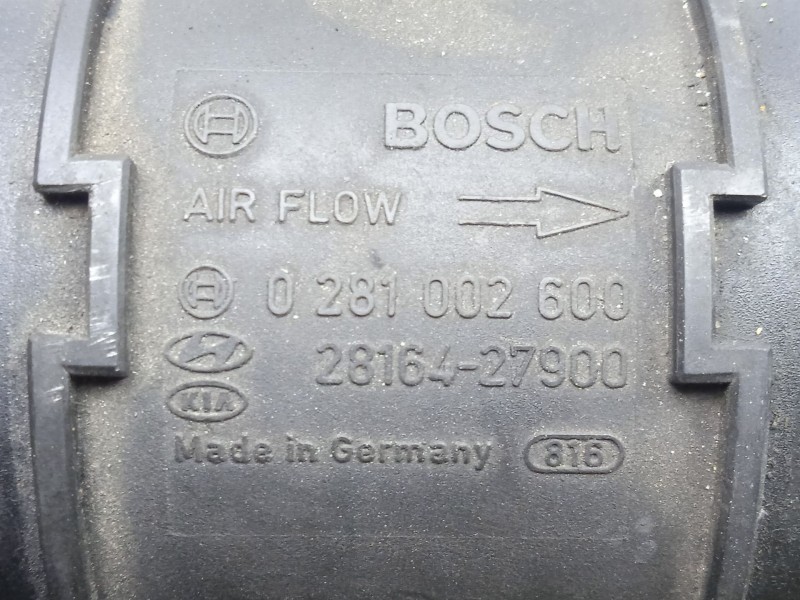 BOSCH
AIR FLOW
0 281 002 600
28164-27900
KIA
Made in Germany 816